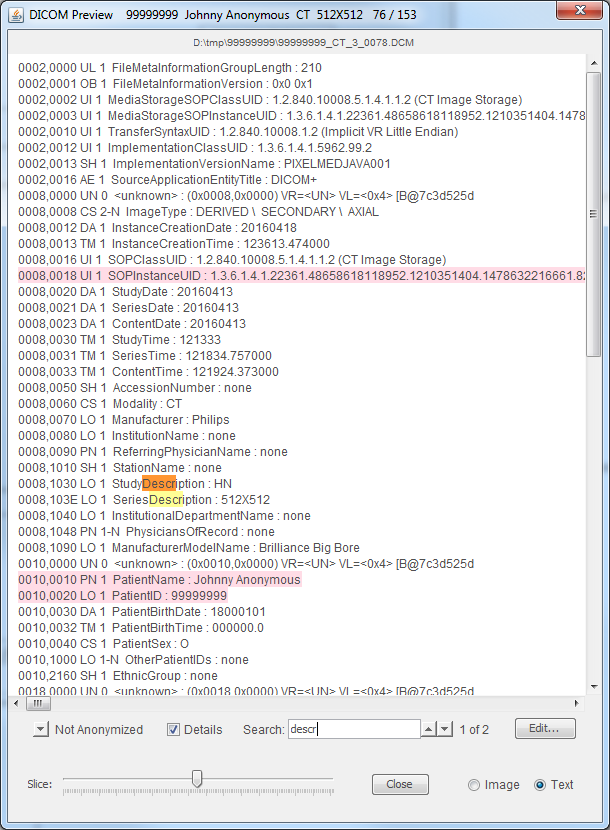 DICOM Preview    99999999   Johnny Anonymous   CT   512X512    76 / 153
D:\tmp\99999999\99999999_CT_3_0078.DCM
0002,0000 UL 1  FileMetaInformationGroupLength : 210
0002,0001 OB 1  FileMetaInformationVersion : 0x0 0x1
0002,0002 UI 1  MediaStorageSOPClassUID : 1.2.840.10008.5.1.4.1.1.2 (CT Image Storage)
0002,0003 UI 1  MediaStorageSOPInstanceUID : 1.3.6.1.4.1.22361.48658618118952.1210351404.1478
0002,0010 UI 1  TransferSyntaxUID : 1.2.840.10008.1.2 (Implicit VR Little Endian)
0002,0012 UI 1  ImplementationClassUID : 1.3.6.1.4.1.5962.99.2
0002,0013 SH 1  ImplementationVersionName : PIXELMEDJAVA001
0002,0016 AE 1  SourceApplicationEntityTitle : DICOM+
0008,0000 UN 0  <unknown> : (0x0008,0x0000) VR=<UN> VL=<0x4> [B@7c3d525d
0008,0008 CS 2-N  ImageType : DERIVED \  SECONDARY \  AXIAL
0008,0012 DA 1  InstanceCreationDate : 20160418
0008,0013 TM 1  InstanceCreationTime : 123613.474000
0008,0016 UI 1  SOPClassUID : 1.2.840.10008.5.1.4.1.1.2 (CT Image Storage)
0008,0018 UI 1  SOPInstanceUID : 1.3.6.1.4.1.22361.48658618118952.1210351404.1478632216661.82
0008,0020 DA 1  StudyDate : 20160413
0008,0021 DA 1  SeriesDate : 20160413
0008,0023 DA 1  ContentDate : 20160413
0008,0030 TM 1  StudyTime : 121333
0008,0031 TM 1  SeriesTime : 121834.757000
0008,0033 TM 1  ContentTime : 121924.373000
0008,0050 SH 1  AccessionNumber : none
0008,0060 CS 1  Modality : CT
0008,0070 LO 1  Manufacturer : Philips
0008,0080 LO 1  InstitutionName : none
0008,0090 PN 1  ReferringPhysicianName : none
0008,1010 SH 1  StationName : none
0008,1030 LO 1  StudyDescription : HN
0008,103E LO 1  SeriesDescription : 512X512
0008,1040 LO 1  InstitutionalDepartmentName : none
0008,1048 PN 1-N  PhysiciansOfRecord : none
0008,1090 LO 1  ManufacturerModelName : Brilliance Big Bore
0010,0000 UN 0  <unknown> : (0x0010,0x0000) VR=<UN> VL=<0x4> [B@7c3d525d
0010,0010 PN 1  PatientName : Johnny Anonymous
0010,0020 LO 1  PatientID : 99999999
0010,0030 DA 1  PatientBirthDate : 18000101
0010,0032 TM 1  PatientBirthTime : 000000.0
0010,0040 CS 1  PatientSex : O
0010,1000 LO 1-N  OtherPatientIDs : none
0010,2160 SH 1  EthnicGroup : none
0018,0000 UN 0  <unknown> : (0x0018,0x0000) VR=<UN> VL=<0x4> [B@7c3d525d
Not Anonymized  Details  Search: descr  1 of 2  Edit...
Slice:  Close  Image  Text